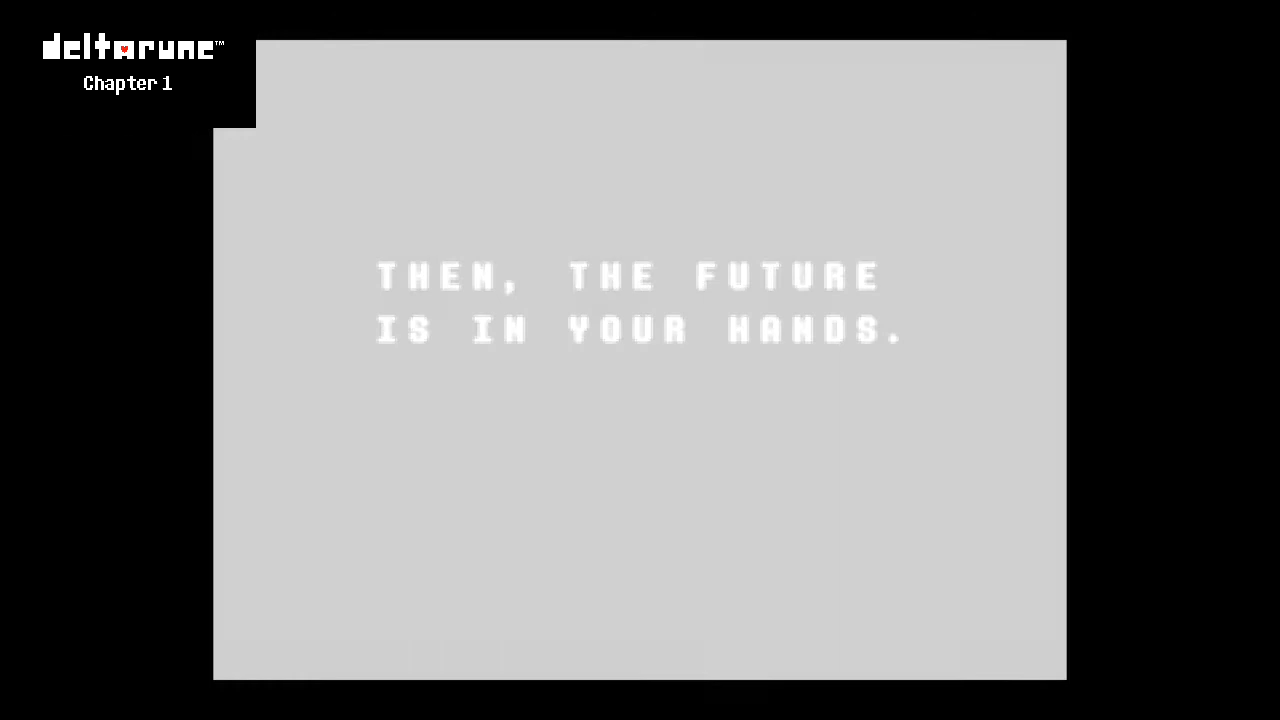 deltarune™
Chapter 1
THEN, THE FUTURE
IS IN YOUR HANDS.